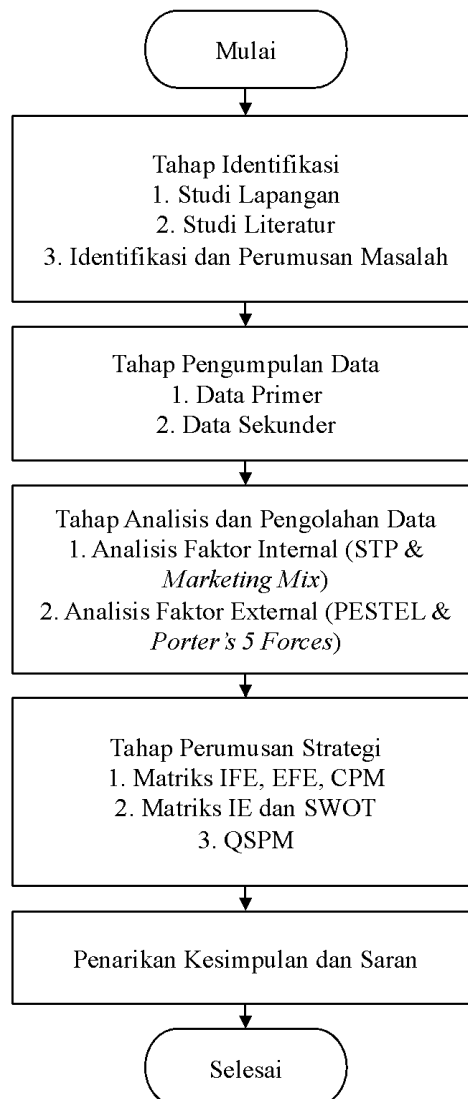 Mulai
Tahap Identifikasi
1. Studi Lapangan
2. Studi Literatur
3. Identifikasi dan Perumusan Masalah
Tahap Pengumpulan Data
1. Data Primer
2. Data Sekunder
Tahap Analisis dan Pengolahan Data
1. Analisis Faktor Internal (STP &
Marketing Mix)
2. Analisis Faktor External (PESTEL &
Porter’s 5 Forces)
Tahap Perumusan Strategi
1. Matriks IFE, EFE, CPM
2. Matriks IE dan SWOT
3. QSPM
Penarikan Kesimpulan dan Saran
Selesai